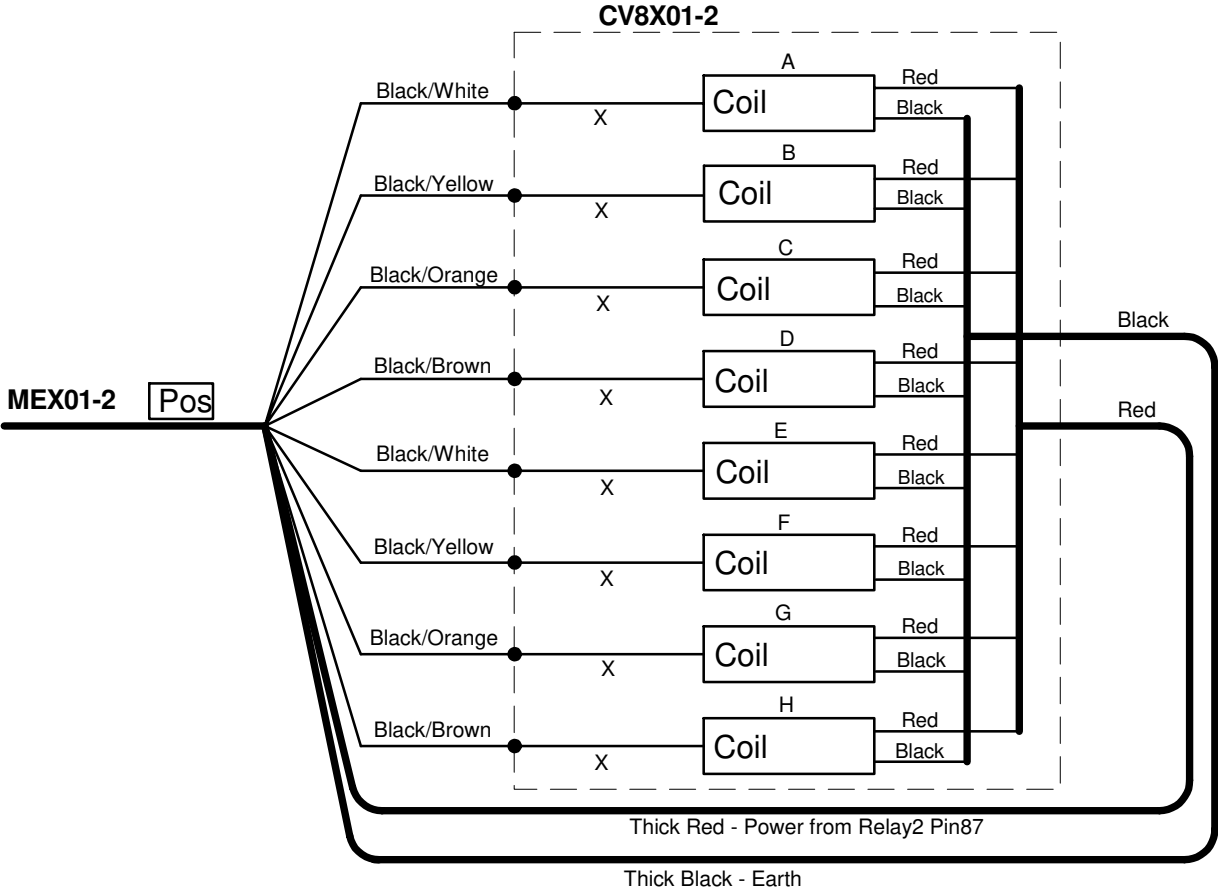 CV8X01-2
A
Black/White
Coil
Red
Black
X
B
Black/Yellow
Coil
Red
Black
X
C
Black/Orange
Coil
Red
Black
X
Black
D
Black/Brown
Coil
Red
Black
X
MEX01-2
Pos
Red
E
Black/White
Coil
Red
Black
X
F
Black/Yellow
Coil
Red
Black
X
G
Black/Orange
Coil
Red
Black
X
H
Black/Brown
Coil
Red
Black
X
Thick Red - Power from Relay2 Pin87
Thick Black - Earth